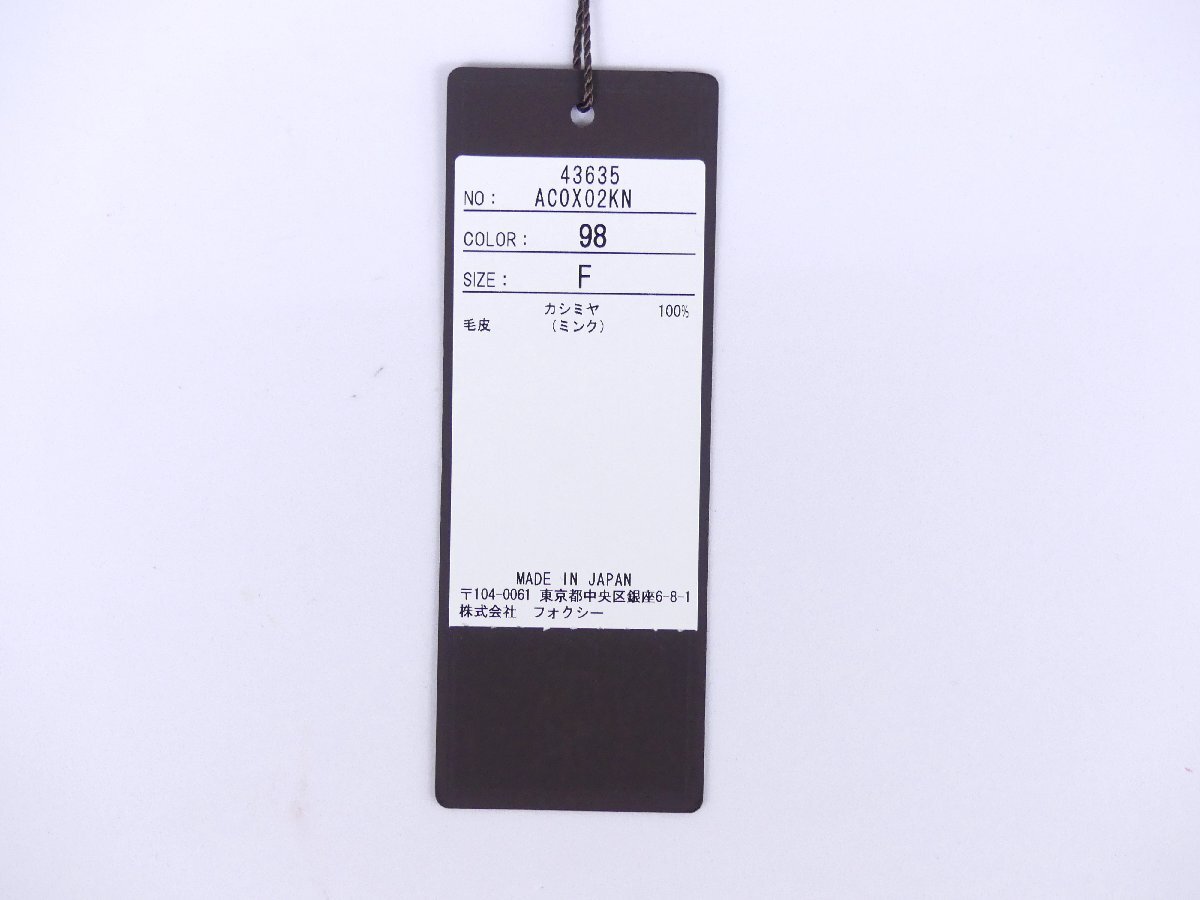 43635
NO： AC0X02KN
COLOR： 98
SIZE： F
カシミヤ 100%
毛皮 （ミンク）
MADE IN JAPAN
〒104-0061 東京都中央区銀座6-8-1
株式会社 フォクシー